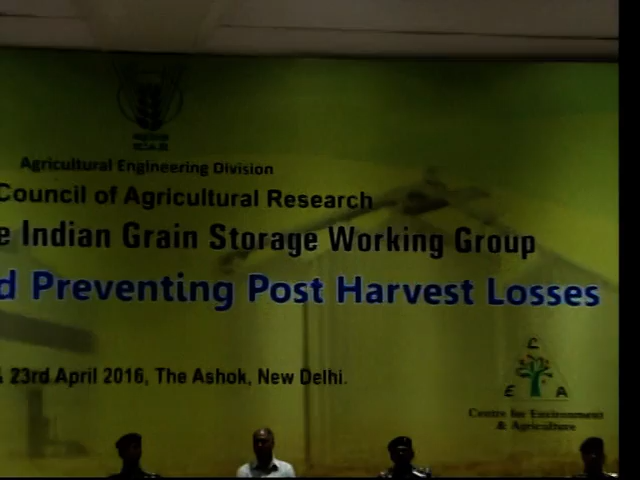 Agricultural Engineering Division
Council of Agricultural Research
e Indian Grain Storage Working Group
d Preventing Post Harvest Losses
23rd April 2016, The Ashok, New Delhi.
C
E A
Centre for Environment
& Agriculture